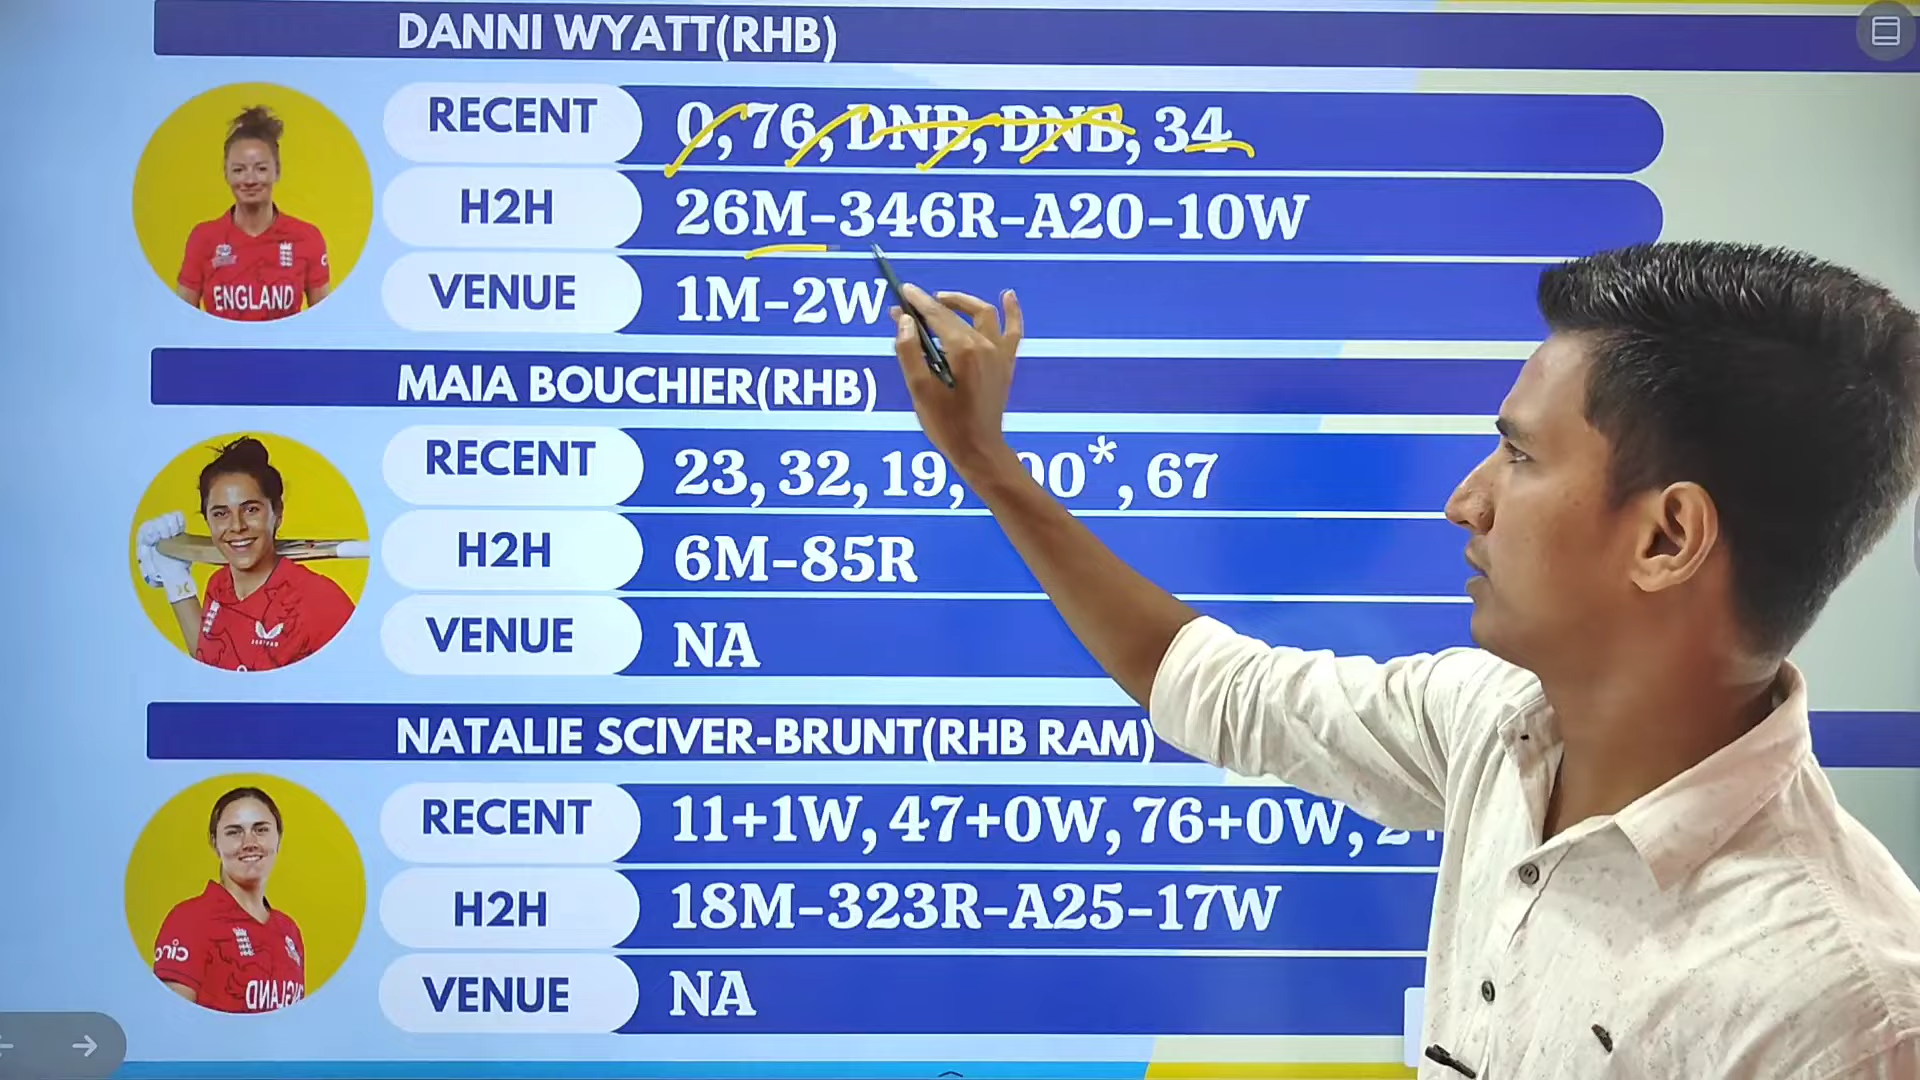 DANNI WYATT(RHB)
RECENT 0, 76, DNB, DNB, 34
H2H 26M-346R-A20-10W
VENUE 1M-2W
ENGLAND
MAIA BOUCHIER(RHB)
RECENT 23, 32, 19, 00*, 67
H2H 6M-85R
VENUE NA
NATALIE SCIVER-BRUNT(RHB RAM)
RECENT 11+1W, 47+0W, 76+0W, 2+
H2H 18M-323R-A25-17W
VENUE NA